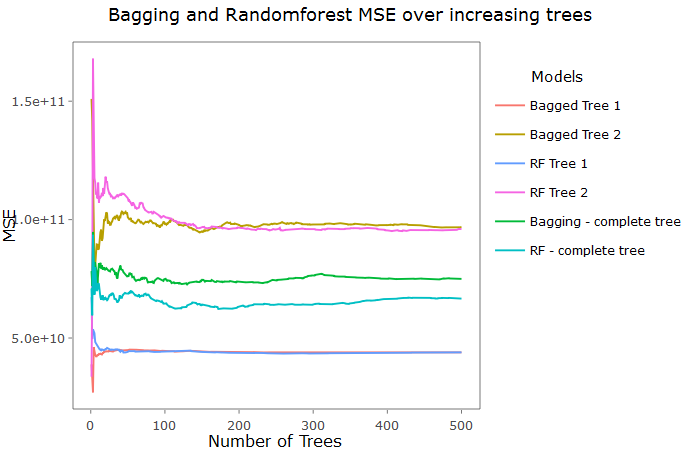 Bagging and Randomforest MSE over increasing trees
MSE
1.5e+11
1.0e+11
5.0e+10
0
100
200
300
400
500
Number of Trees
Models
Bagged Tree 1
Bagged Tree 2
RF Tree 1
RF Tree 2
Bagging - complete tree
RF - complete tree